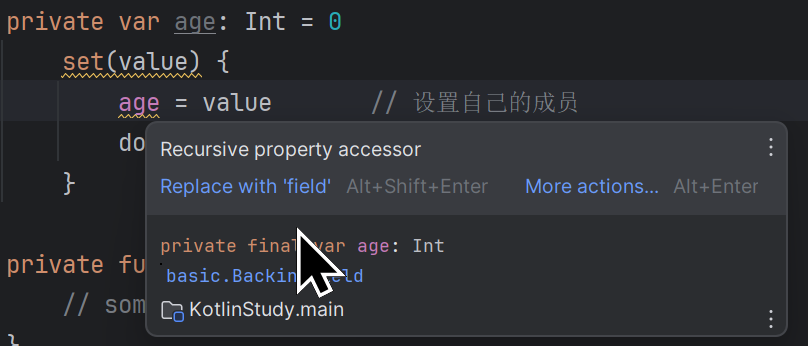 private var age: Int = 0
set(value) {
age = value // 设置自己的成员
do
Recursive property accessor
Replace with 'field' Alt+Shift+Enter More actions... Alt+Enter
}
private final var age: Int
private fu
basic.Backin eld
// som
KotlinStudy.main
}